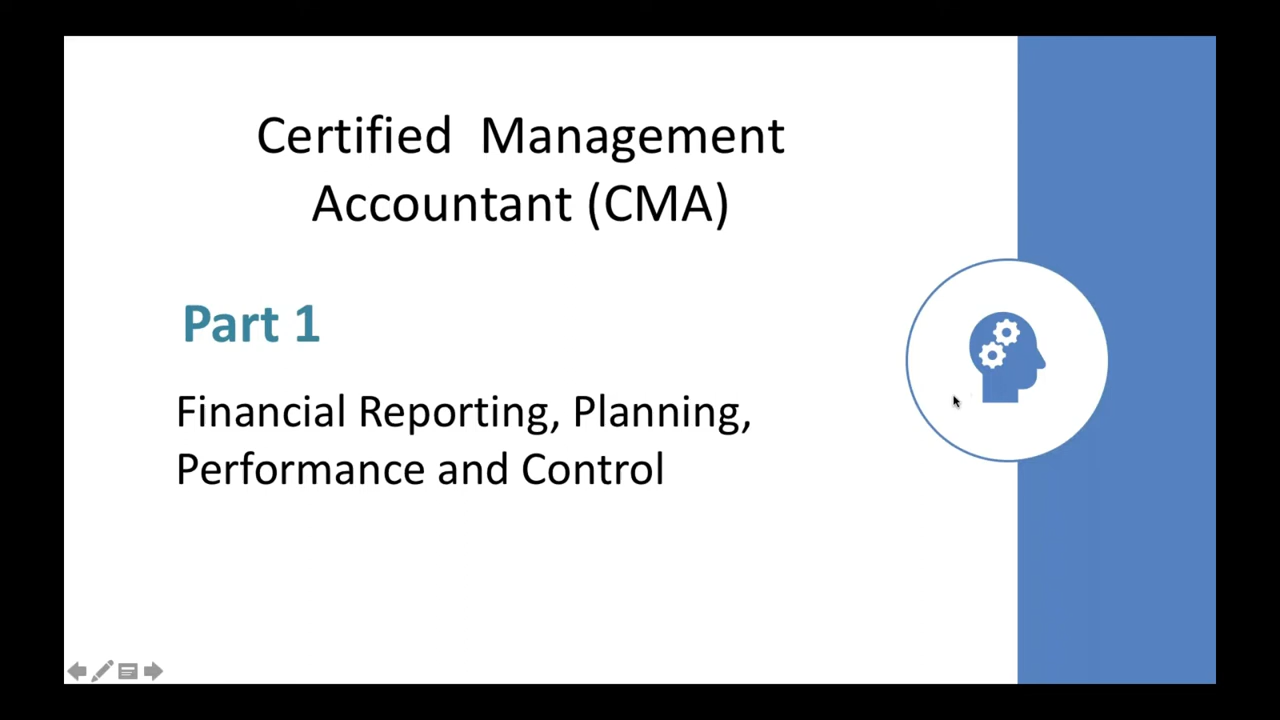 Certified Management
Accountant (CMA)
Part 1
Financial Reporting, Planning,
Performance and Control